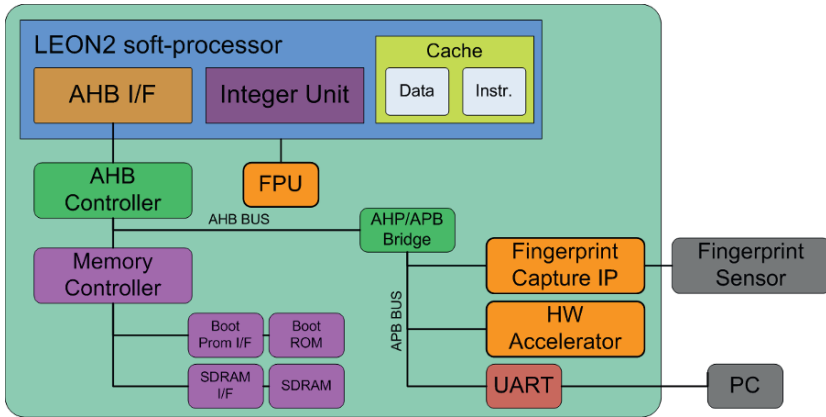 LEON2 soft-processor
Cache
AHB I/F
Integer Unit
Data
Instr.
AHB
Controller
FPU
AHB BUS
AHP/APB
Bridge
Memory
Controller
Fingerprint
Capture IP
Fingerprint
Sensor
APB BUS
Boot
Prom I/F
Boot
ROM
HW
Accelerator
SDRAM
I/F
SDRAM
UART
PC